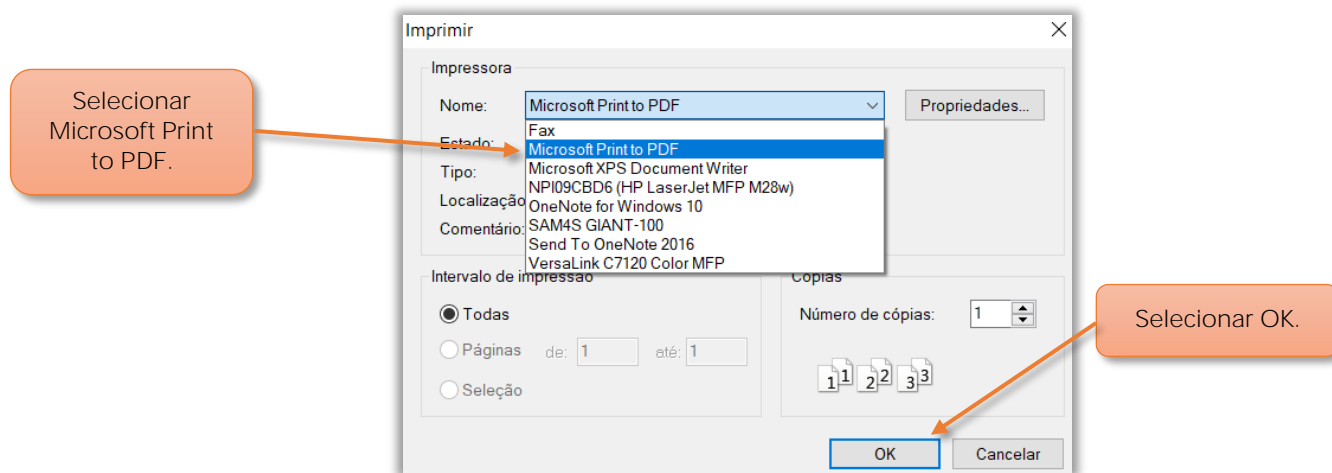 Imprimir
Impressora
Selecionar
Microsoft Print
to PDF.
Nome:
Microsoft Print to PDF
Propriedades...
Fax
Estado:
Microsoft Print to PDF
Tipo:
Microsoft XPS Document Writer
NPI09CBD6 (HP LaserJet MFP M28w)
Localização
OneNote for Windows 10
SAM4S GIANT-100
Comentário:
Send To OneNote 2016
VersaLink C7120 Color MFP
Intervalo de impressão
Cópias
Todas
Número de cópias:
1
Selecionar OK.
Páginas de: 1 até: 1
1 1 2 2 3 3
Seleção
OK
Cancelar